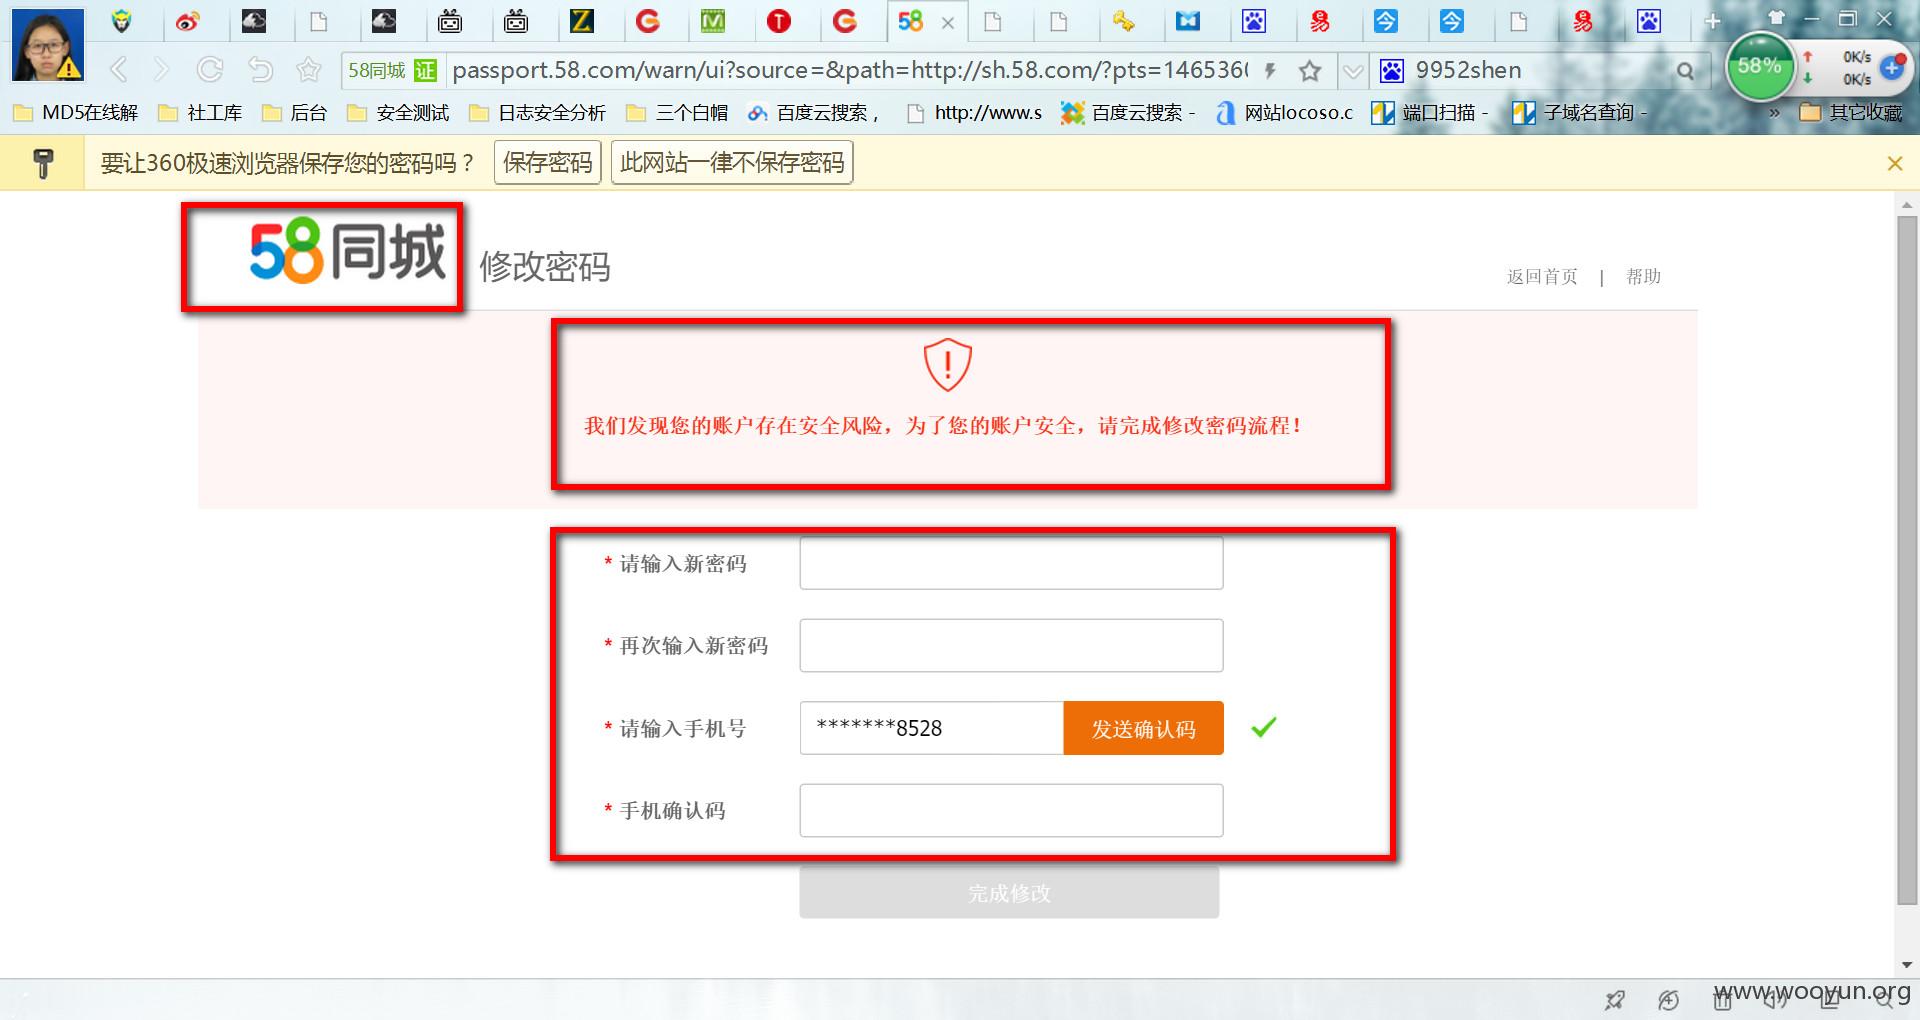 58
58同城 证 passport.58.com/warn/ui?source=&path=http://sh.58.com/?pts=146536( 9952shen
58% 0K/s
0K/s
MD5在线解 社工库 后台 安全测试 日志安全分析 三个白帽 百度云搜索, http://www.s 百度云搜索 - 网站locoso.c 端口扫描 - 子域名查询 - » 其它收藏
要让360极速浏览器保存您的密码吗? 保存密码 此网站一律不保存密码
58同城 修改密码
返回首页 | 帮助
我们发现您的账户存在安全风险，为了您的账户安全，请完成修改密码流程！
* 请输入新密码
* 再次输入新密码
* 请输入手机号 *******8528 发送确认码
* 手机确认码
完成修改
www.wooyun.org